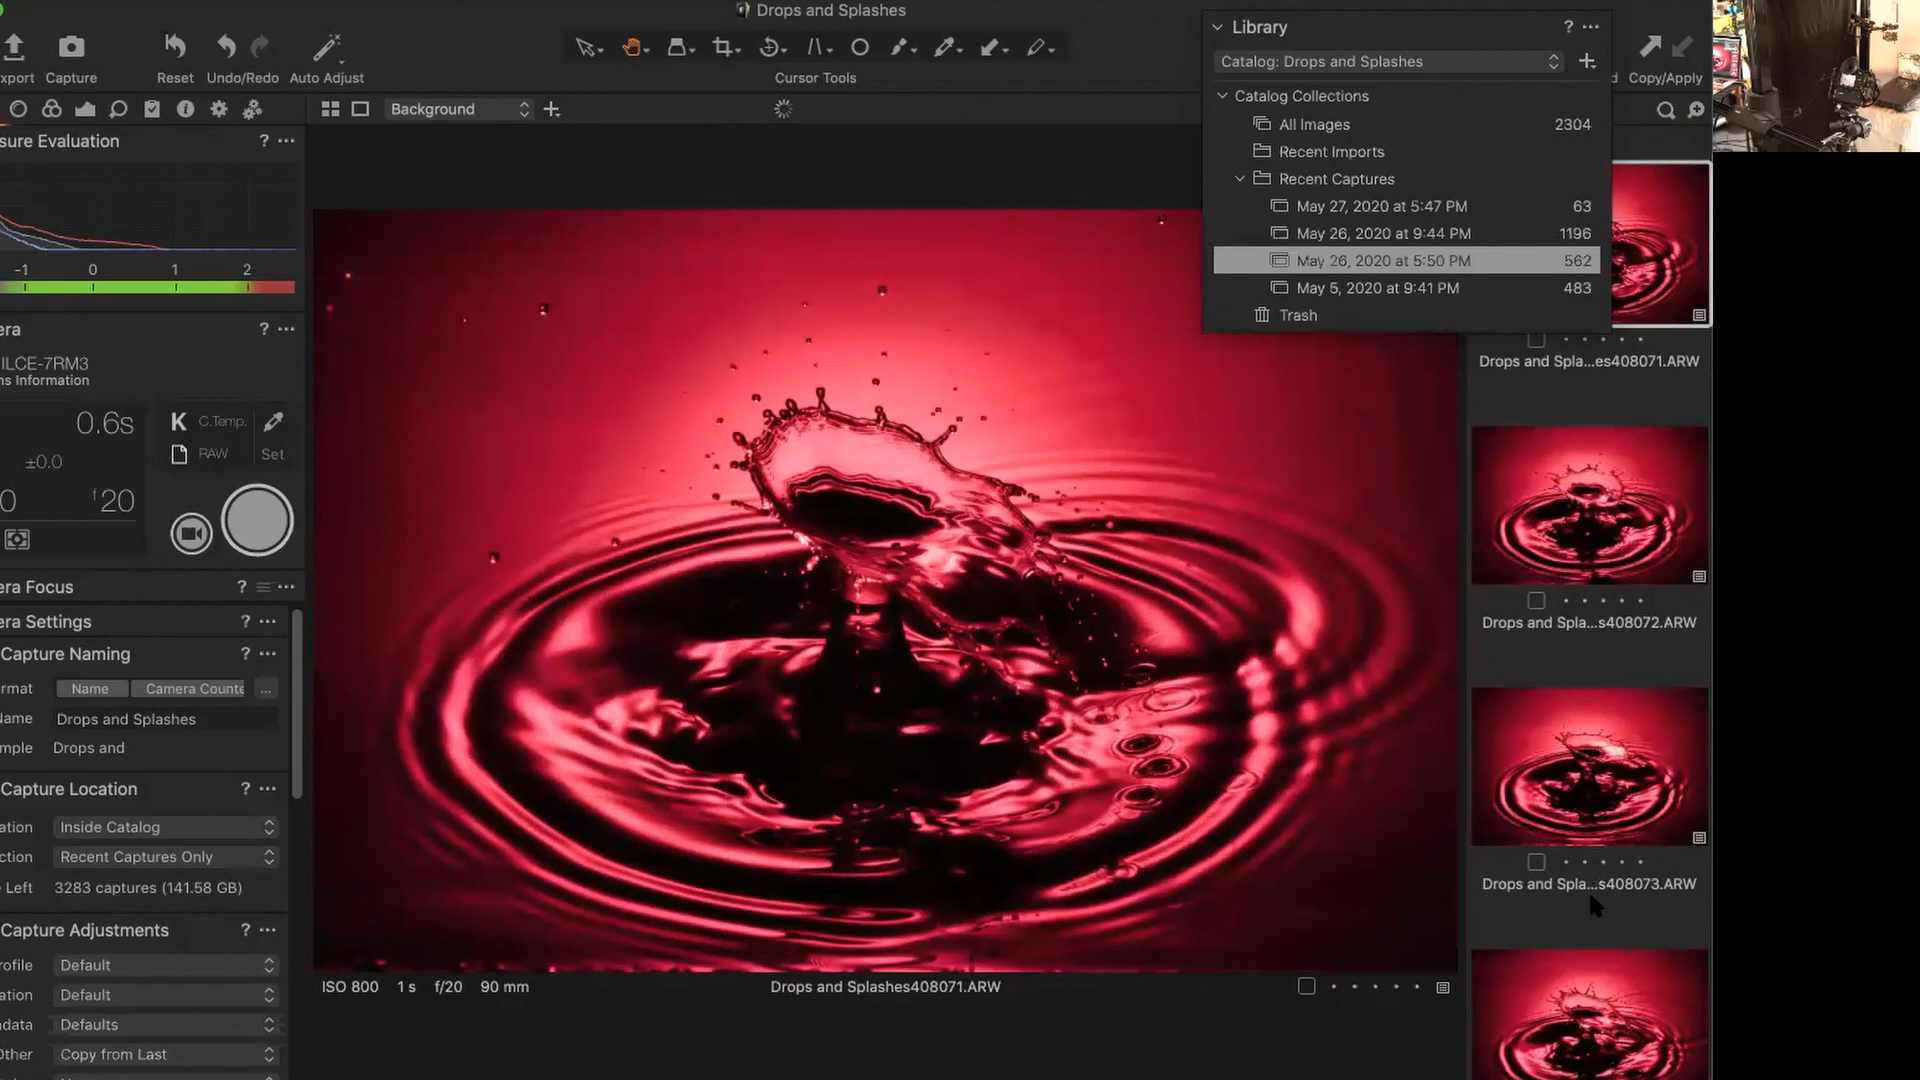 Drops and Splashes
xport
Capture
Reset
Undo/Redo
Auto Adjust
Cursor Tools
Copy/Apply
Background
Library
?
Catalog: Drops and Splashes
Catalog Collections
All Images 2304
Recent Imports
Recent Captures
May 27, 2020 at 5:47 PM 63
May 26, 2020 at 9:44 PM 1196
May 26, 2020 at 5:50 PM 562
May 5, 2020 at 9:41 PM 483
Trash
sure Evaluation ?
-1 0 1 2
era ?
ILCE-7RM3
ns Information
0.6s
K C.Temp.
±0.0
RAW Set
0 f20
era Focus ?
era Settings ?
Capture Naming ?
rmat Name Camera Counte ...
Name Drops and Splashes
mple Drops and
Capture Location ?
ation Inside Catalog
ction Recent Captures Only
e Left 3283 captures (141.58 GB)
Capture Adjustments ?
rofile Default
ation Default
adata Defaults
Other Copy from Last
ISO 800 1 s f/20 90 mm
Drops and Splashes408071.ARW
Drops and Spla...es408071.ARW
Drops and Spla...s408072.ARW
Drops and Spla...s408073.ARW